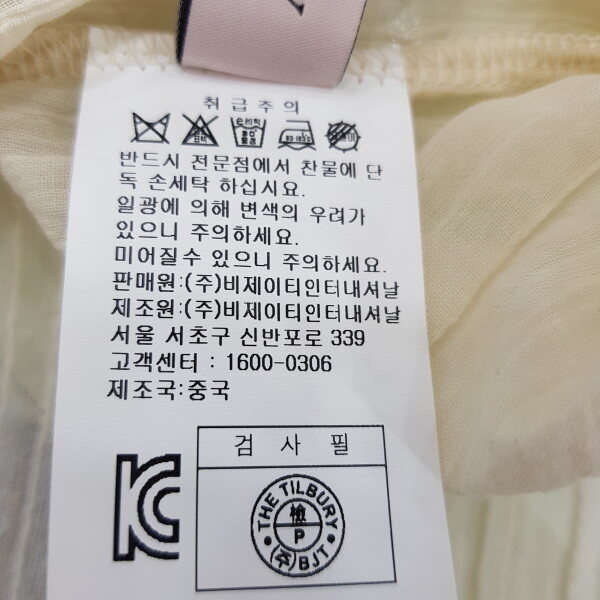 취급주의
80-120℃
반드시 전문점에서 찬물에 단
독 손세탁 하십시요.
일광에 의해 변색의 우려가
있으니 주의하세요.
미어질수 있으니 주의하세요.
판매원:(주)비제이티인터내셔날
제조원:(주)비제이티인터내셔날
서울 서초구 신반포로 339
고객센터 : 1600-0306
제조국:중국
검 사 필
THE TILBURY
檢
P
(주)BJT